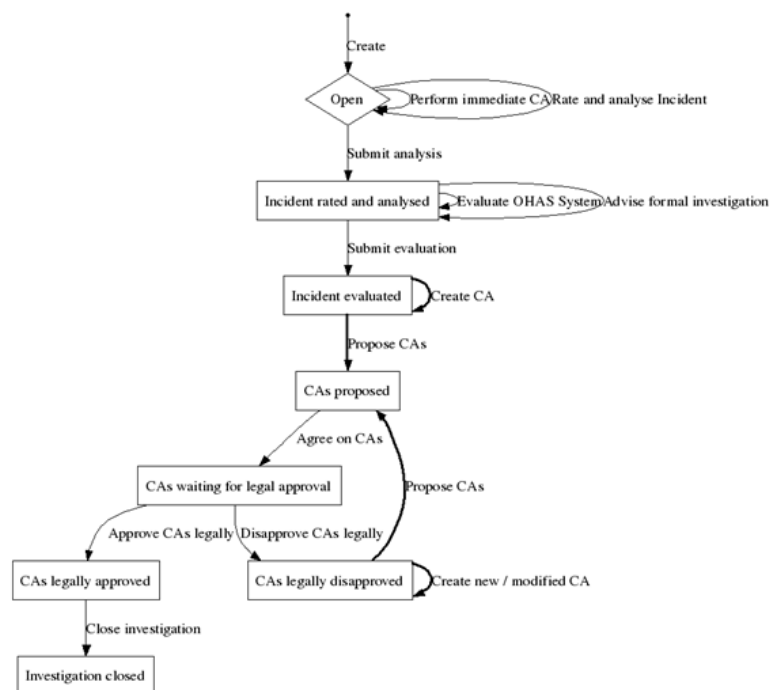 Create
Open
Perform immediate CA
Rate and analyse Incident
Submit analysis
Incident rated and analysed
Evaluate OHAS System
Advise formal investigation
Submit evaluation
Incident evaluated
Create CA
Propose CAs
CAs proposed
Agree on CAs
Propose CAs
CAs waiting for legal approval
Approve CAs legally
Disapprove CAs legally
CAs legally approved
CAs legally disapproved
Create new / modified CA
Close investigation
Investigation closed